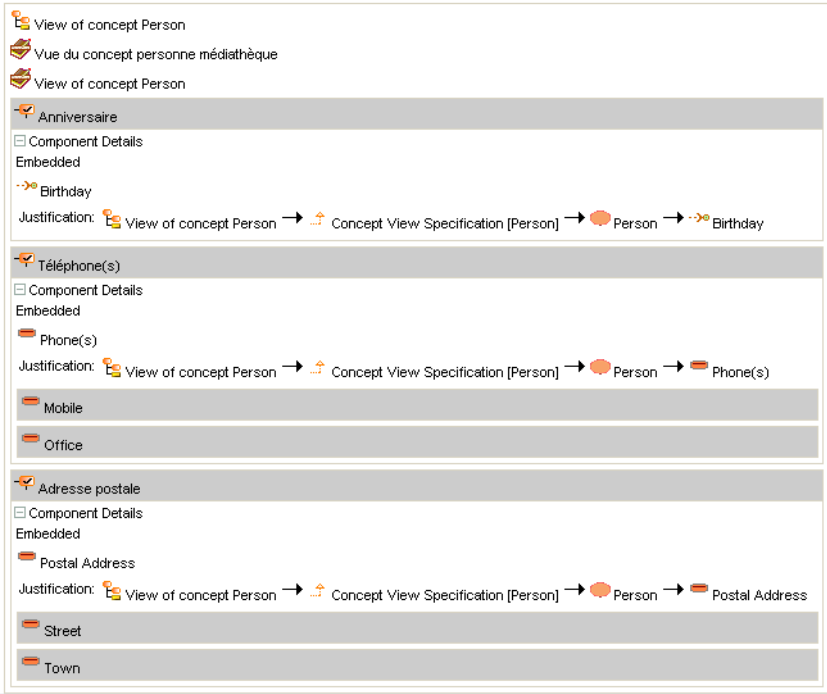 View of concept Person
Vue du concept personne médiathèque
View of concept Person
Anniversaire
Component Details
Embedded
Birthday
Justification: View of concept Person Concept View Specification [Person] Person Birthday
Téléphone(s)
Component Details
Embedded
Phone(s)
Justification: View of concept Person Concept View Specification [Person] Person Phone(s)
Mobile
Office
Adresse postale
Component Details
Embedded
Postal Address
Justification: View of concept Person Concept View Specification [Person] Person Postal Address
Street
Town